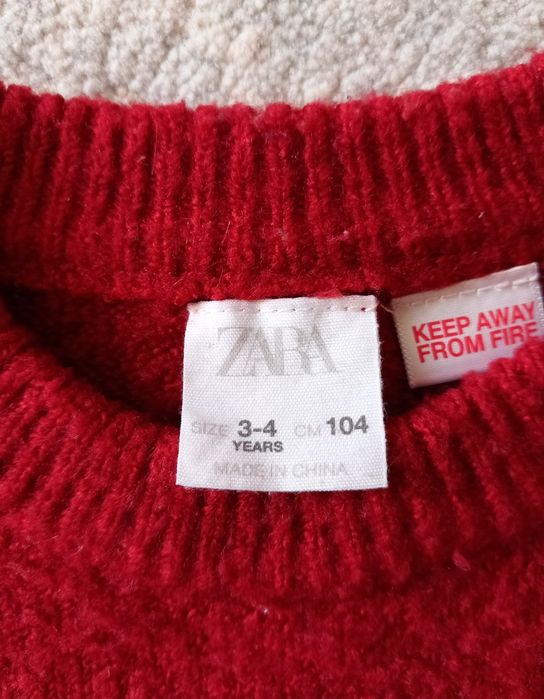 ZARA
SIZE 3-4 CM 104
YEARS
MADE IN CHINA
KEEP AWAY
FROM FIRE